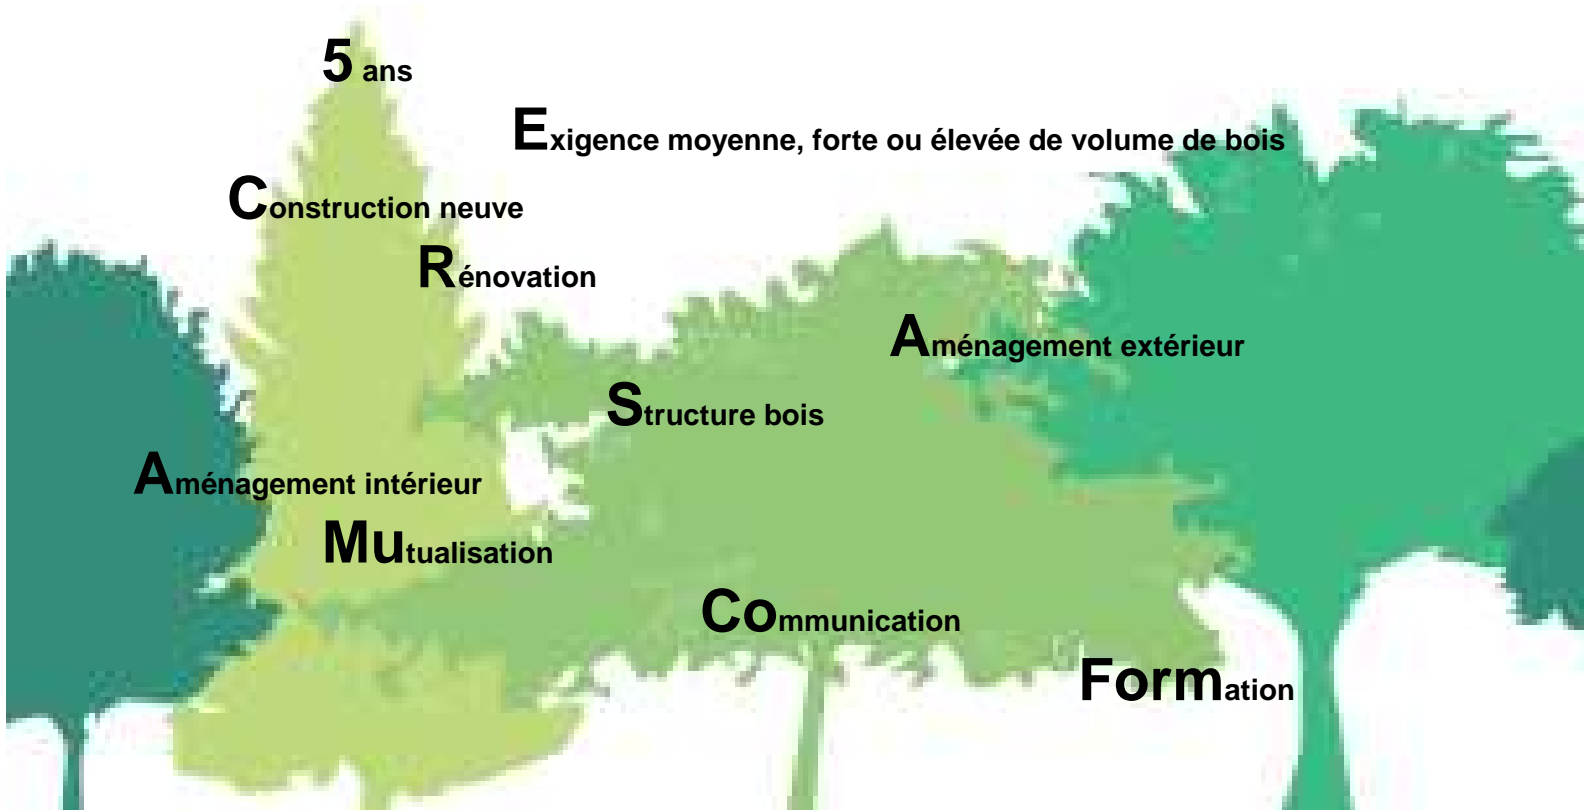 5 ans
Exigence moyenne, forte ou élevée de volume de bois
Construction neuve
Rénovation
Aménagement extérieur
Structure bois
Aménagement intérieur
Mutualisation
Communication
Formation